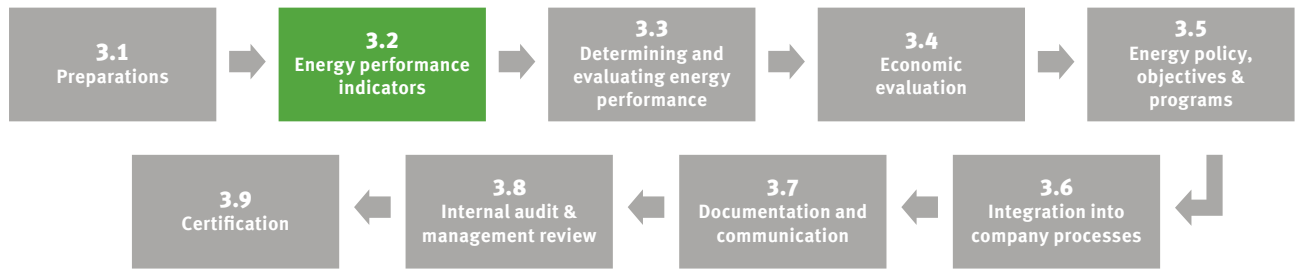 3.1
Preparations
3.2
Energy performance
indicators
3.3
Determining and
evaluating energy
performance
3.4
Economic
evaluation
3.5
Energy policy,
objectives &
programs
3.6
Integration into
company processes
3.7
Documentation and
communication
3.8
Internal audit &
management review
3.9
Certification